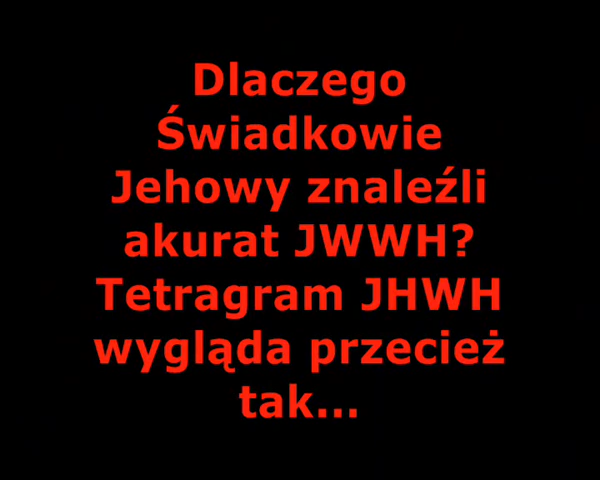 Dlaczego
Świadkowie
Jehowy znaleźli
akurat JWWH?
Tetragram JHWH
wygląda przecież
tak...